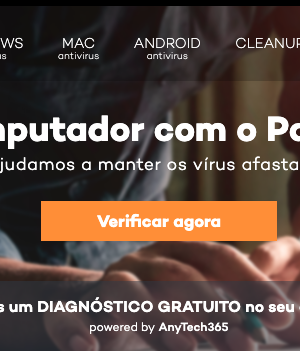 WS MAC ANDROID CLEANUP
us antivirus antivirus
mputador com o Pa
judamos a manter os vírus afasta
Verificar agora
s um DIAGNÓSTICO GRATUITO no seu
powered by AnyTech365